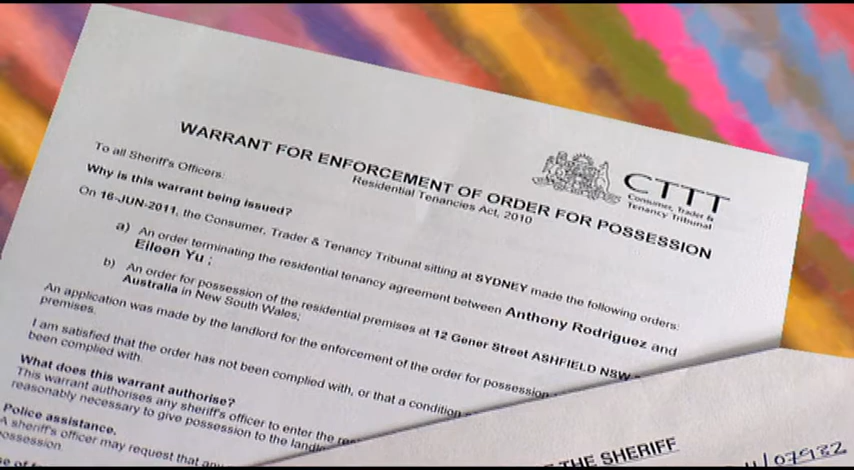 WARRANT FOR ENFORCEMENT OF ORDER FOR POSSESSION
Residential Tenancies Act, 2010
CTTT
Consumer, Trader &
Tenancy Tribunal
To all Sheriff's Officers:
Why is this warrant being issued?
On 16-JUN-2011, the Consumer, Trader & Tenancy Tribunal sitting at SYDNEY made the following orders:
a) An order terminating the residential tenancy agreement between Anthony Rodriguez and
Eileen Yu ;
b) An order for possession of the residential premises at 12 Gener Street ASHFIELD NSW
Australia in New South Wales;
An application was made by the landlord for the enforcement of the order for possession
premises.
I am satisfied that the order has not been complied with, or that a condition
been complied with.
What does this warrant authorise?
This warrant authorises any sheriff's officer to enter the
reasonably necessary to give possession to the
Police assistance.
A sheriff's officer may request that
possession.
THE SHERIFF
/07932